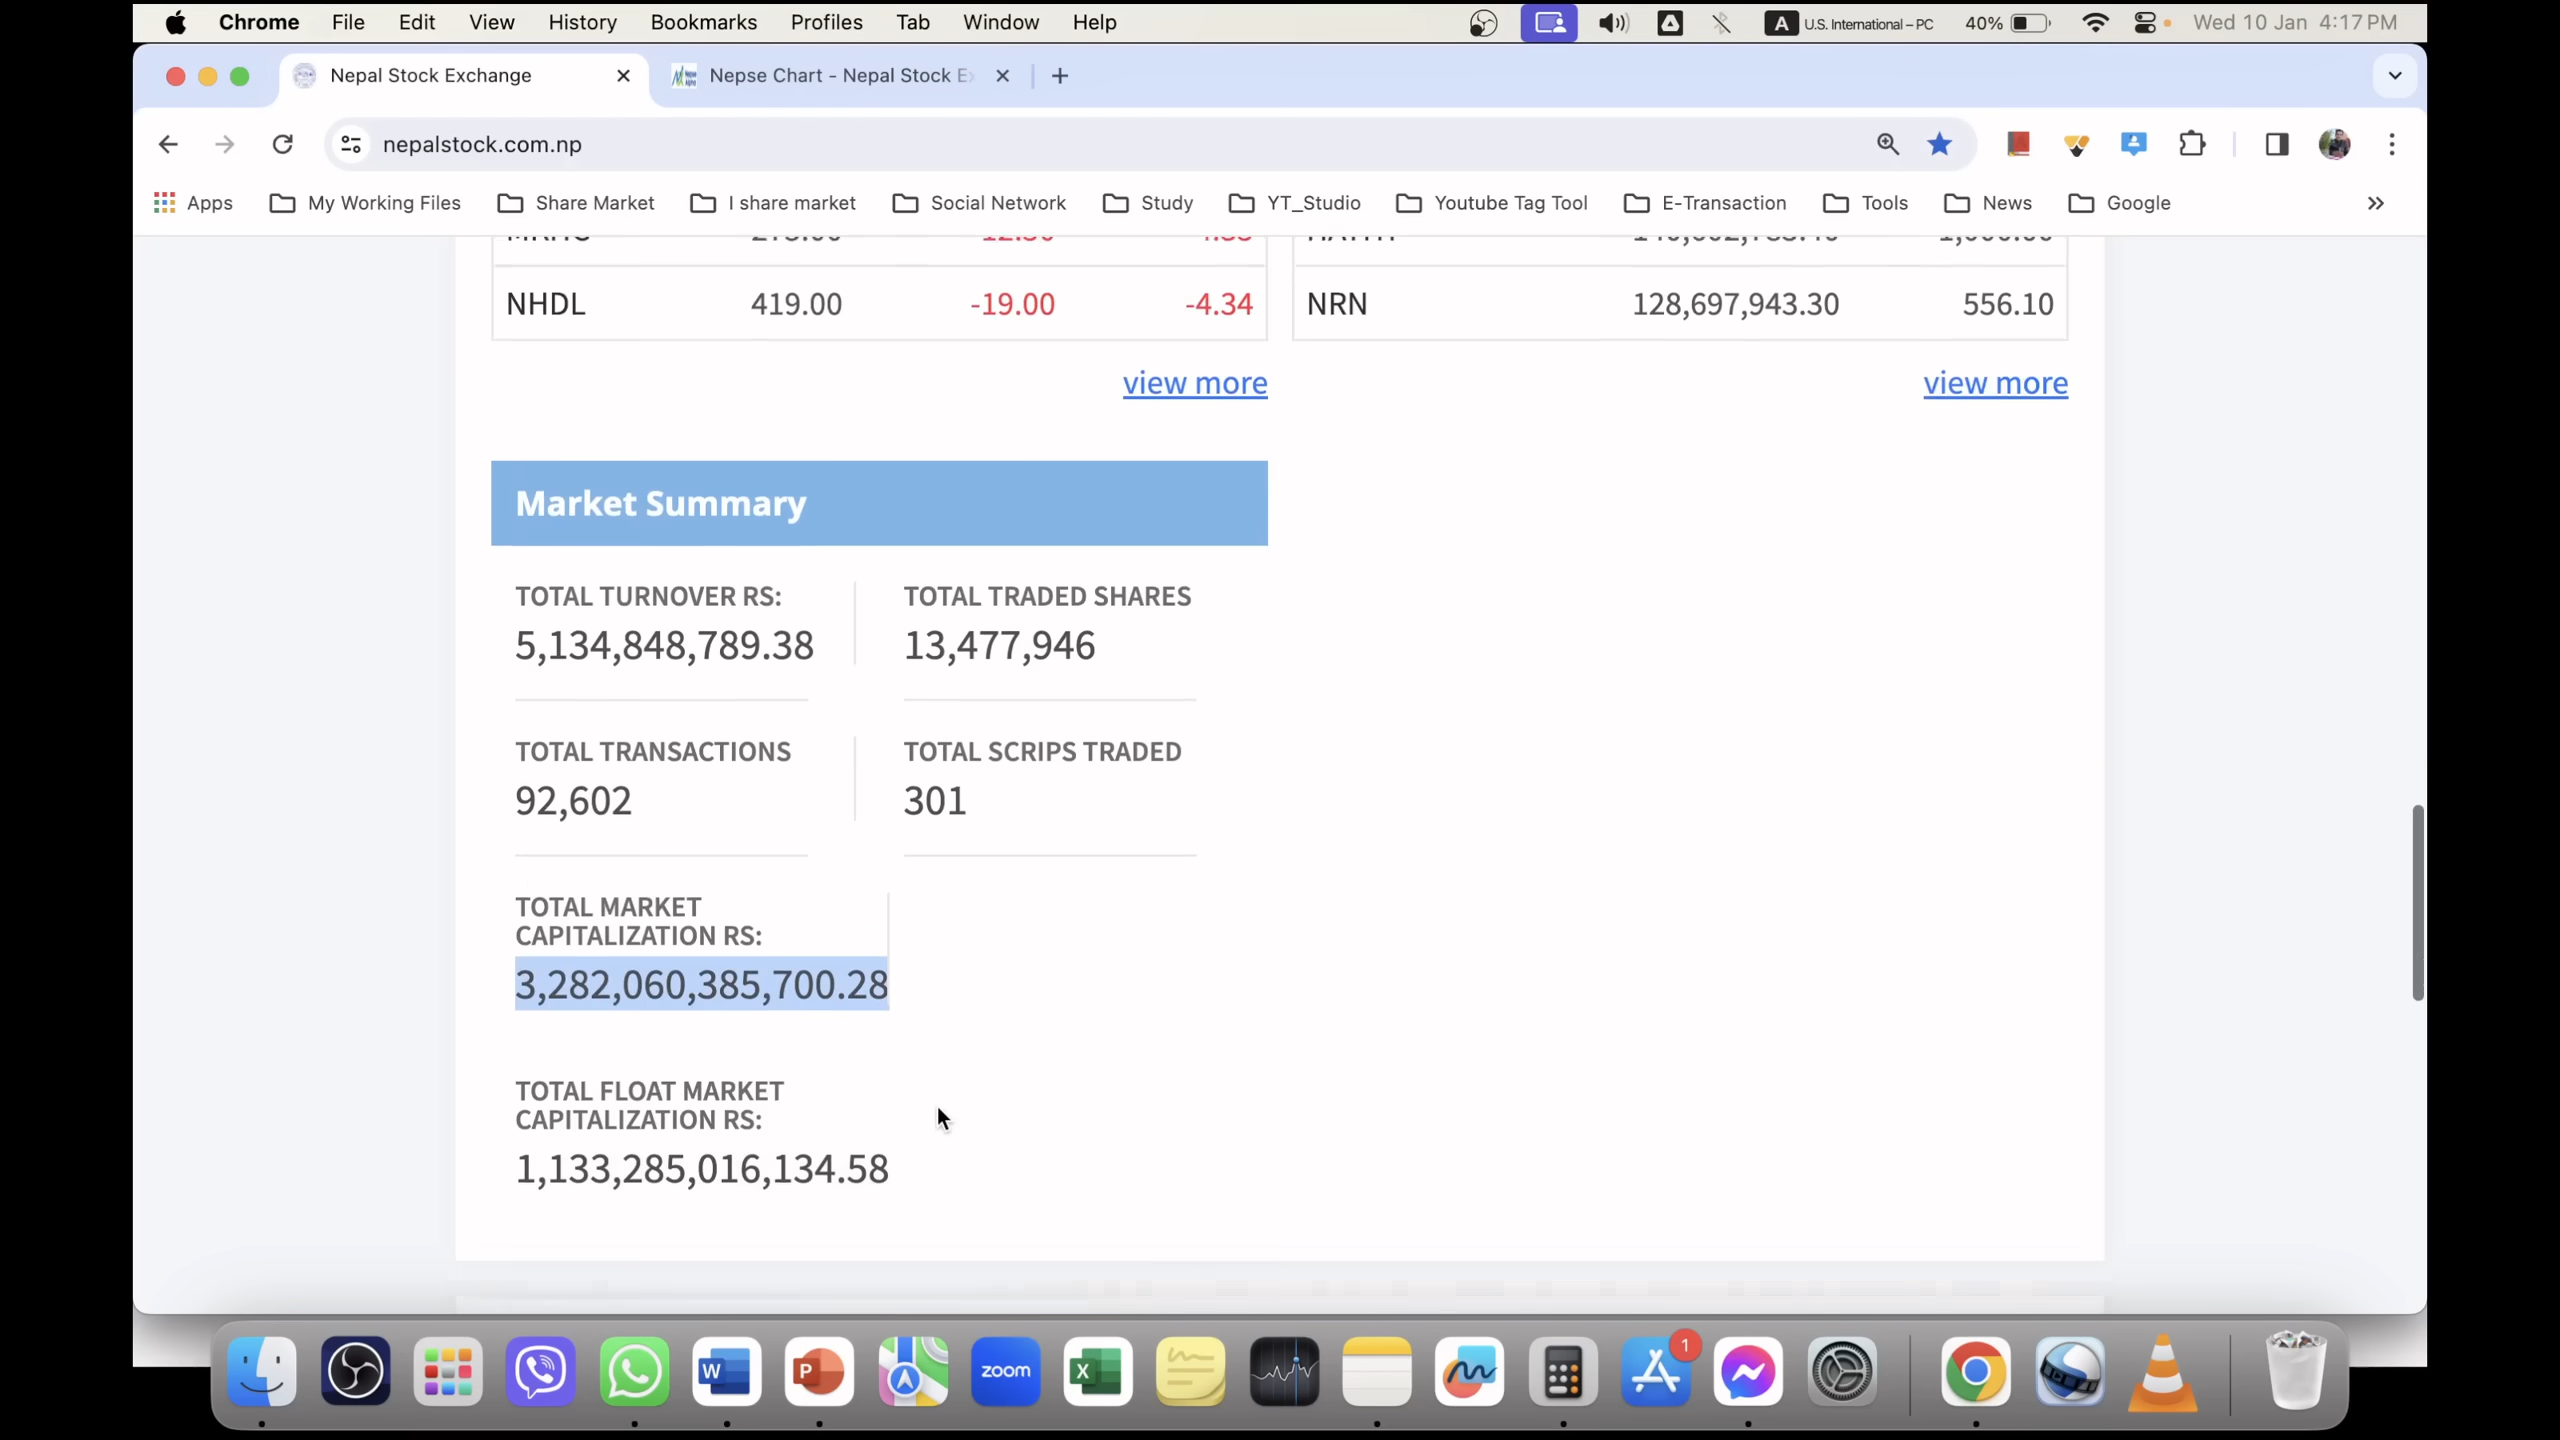 Chrome File Edit View History Bookmarks Profiles Tab Window Help A U.S. International – PC 40% Wed 10 Jan 4:17 PM
Nepal Stock Exchange Nepse Chart - Nepal Stock Ex
nepalstock.com.np
Apps My Working Files Share Market I share market Social Network Study YT_Studio Youtube Tag Tool E-Transaction Tools News Google
NHDL 419.00 -19.00 -4.34 NRN 128,697,943.30 556.10
view more view more
Market Summary
TOTAL TURNOVER RS: TOTAL TRADED SHARES
5,134,848,789.38 13,477,946
TOTAL TRANSACTIONS TOTAL SCRIPS TRADED
92,602 301
TOTAL MARKET
CAPITALIZATION RS:
3,282,060,385,700.28
TOTAL FLOAT MARKET
CAPITALIZATION RS:
1,133,285,016,134.58
W P zoom X 1